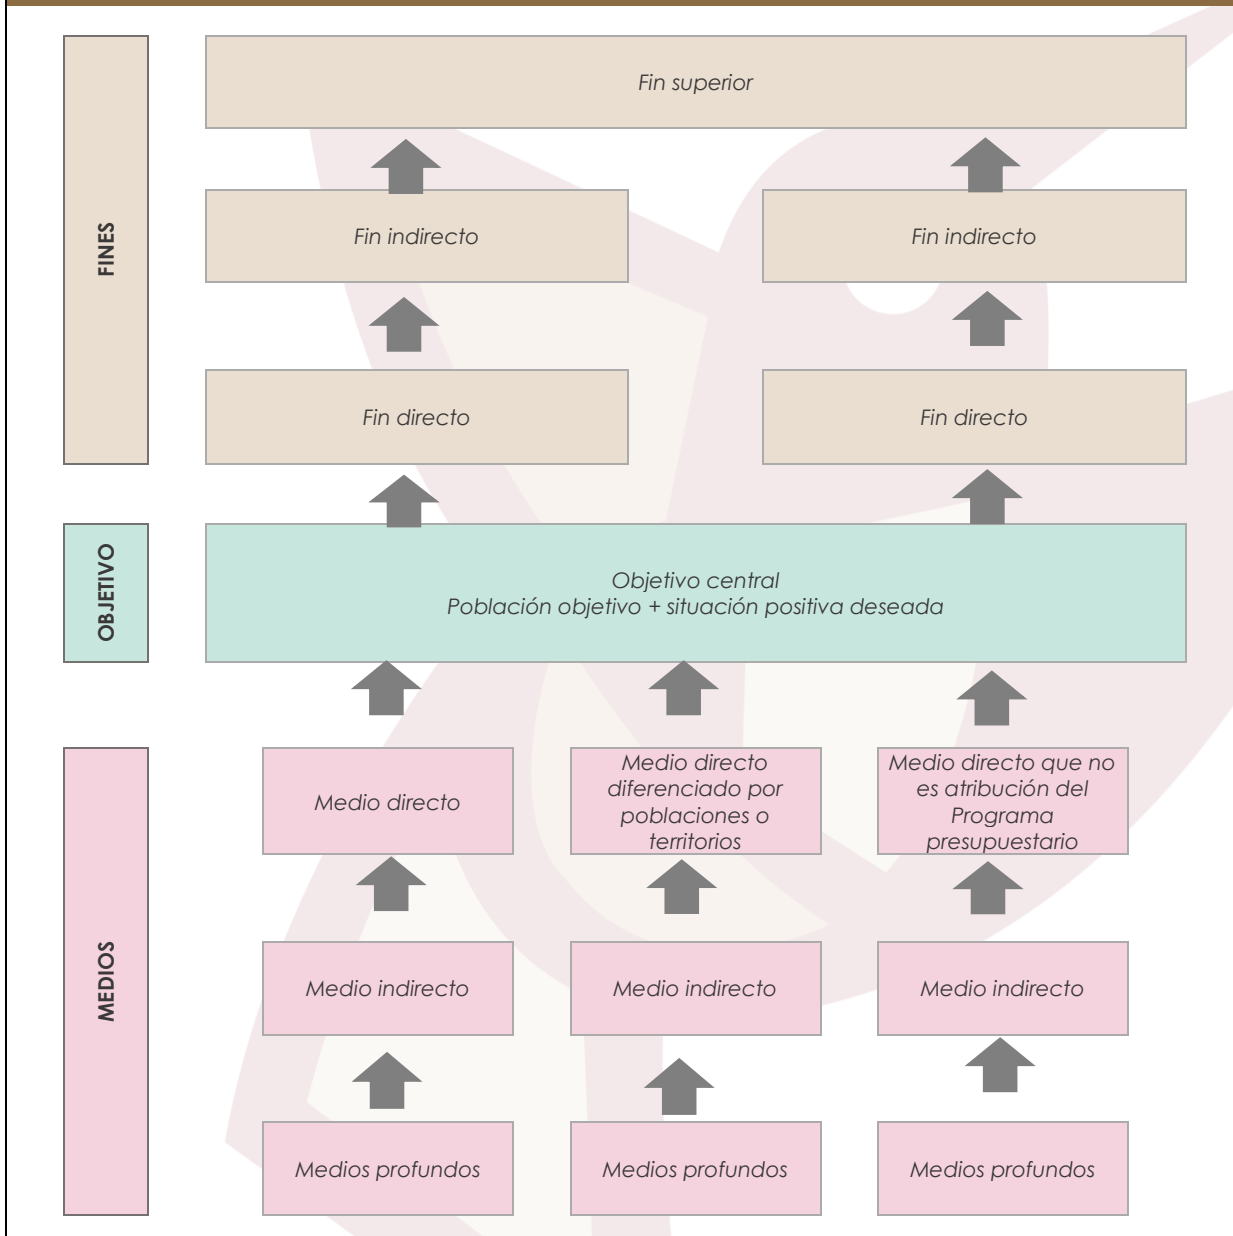 FINES
Fin superior
Fin indirecto
Fin indirecto
Fin directo
Fin directo
OBJETIVO
Objetivo central
Población objetivo + situación positiva deseada
MEDIOS
Medio directo
Medio directo
diferenciado por
poblaciones o
territorios
Medio directo que no
es atribución del
Programa
presupuestario
Medio indirecto
Medio indirecto
Medio indirecto
Medios profundos
Medios profundos
Medios profundos